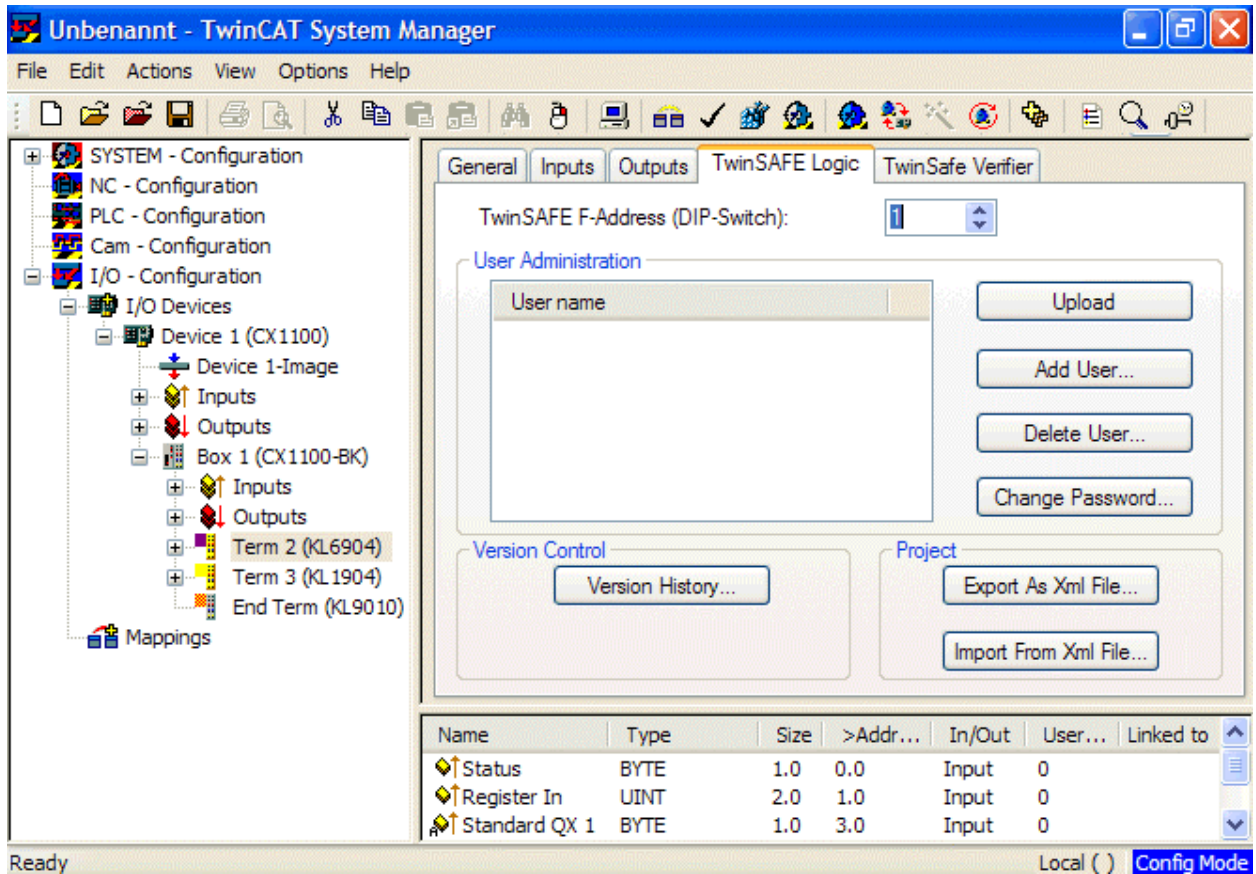 Unbenannt - TwinCAT System Manager
File Edit Actions View Options Help
SYSTEM - Configuration
NC - Configuration
PLC - Configuration
Cam - Configuration
I/O - Configuration
I/O Devices
Device 1 (CX1100)
Device 1-Image
Inputs
Outputs
Box 1 (CX1100-BK)
Inputs
Outputs
Term 2 (KL6904)
Term 3 (KL1904)
End Term (KL9010)
Mappings
General Inputs Outputs TwinSAFE Logic TwinSafe Verifier
TwinSAFE F-Address (DIP-Switch): 1
User Administration
User name
Upload
Add User...
Delete User...
Change Password...
Version Control
Version History...
Project
Export As Xml File...
Import From Xml File...
Name Type Size >Addr... In/Out User... Linked to
Status BYTE 1.0 0.0 Input 0
Register In UINT 2.0 1.0 Input 0
Standard QX 1 BYTE 1.0 3.0 Input 0
Ready Local ( ) Config Mode